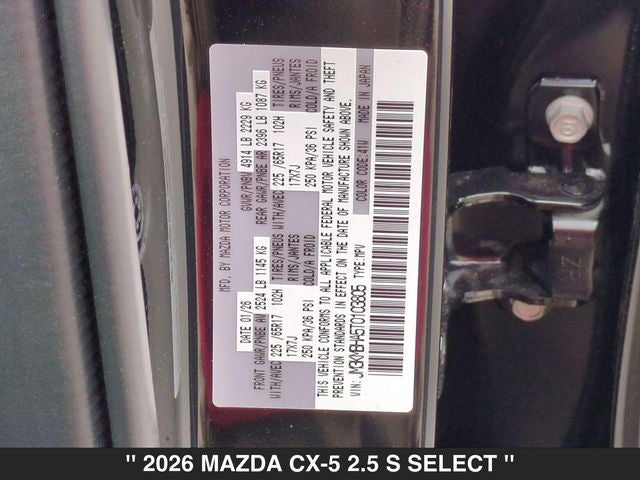 MFD. BY MAZDA MOTOR CORPORATION
DATE 01/26 GVWR/PNBV 4914 LB 2229 KG
FRONT GAWR/PNBE AV 2524 LB 1145 KG REAR GAWR/PNBE AR 2396 LB 1087 KG
WITH/AVEC TIRES/PNEUS WITH/AVEC TIRES/PNEUS
225 /65R17 102H RIMS/JANTES 225 /65R17 102H RIMS/JANTES
17X7J COLD/A FROID 17X7J COLD/A FROID
250 KPA/36 PSI 250 KPA/36 PSI
THIS VEHICLE CONFORMS TO ALL APPLICABLE FEDERAL MOTOR VEHICLE SAFETY AND THEFT
PREVENTION STANDARDS IN EFFECT ON THE DATE OF MANUFACTURE SHOWN ABOVE.
VIN: TYPE:MPV COLOR CODE:41W MADE IN JAPAN
ZR
" 2026 MAZDA CX-5 2.5 S SELECT "